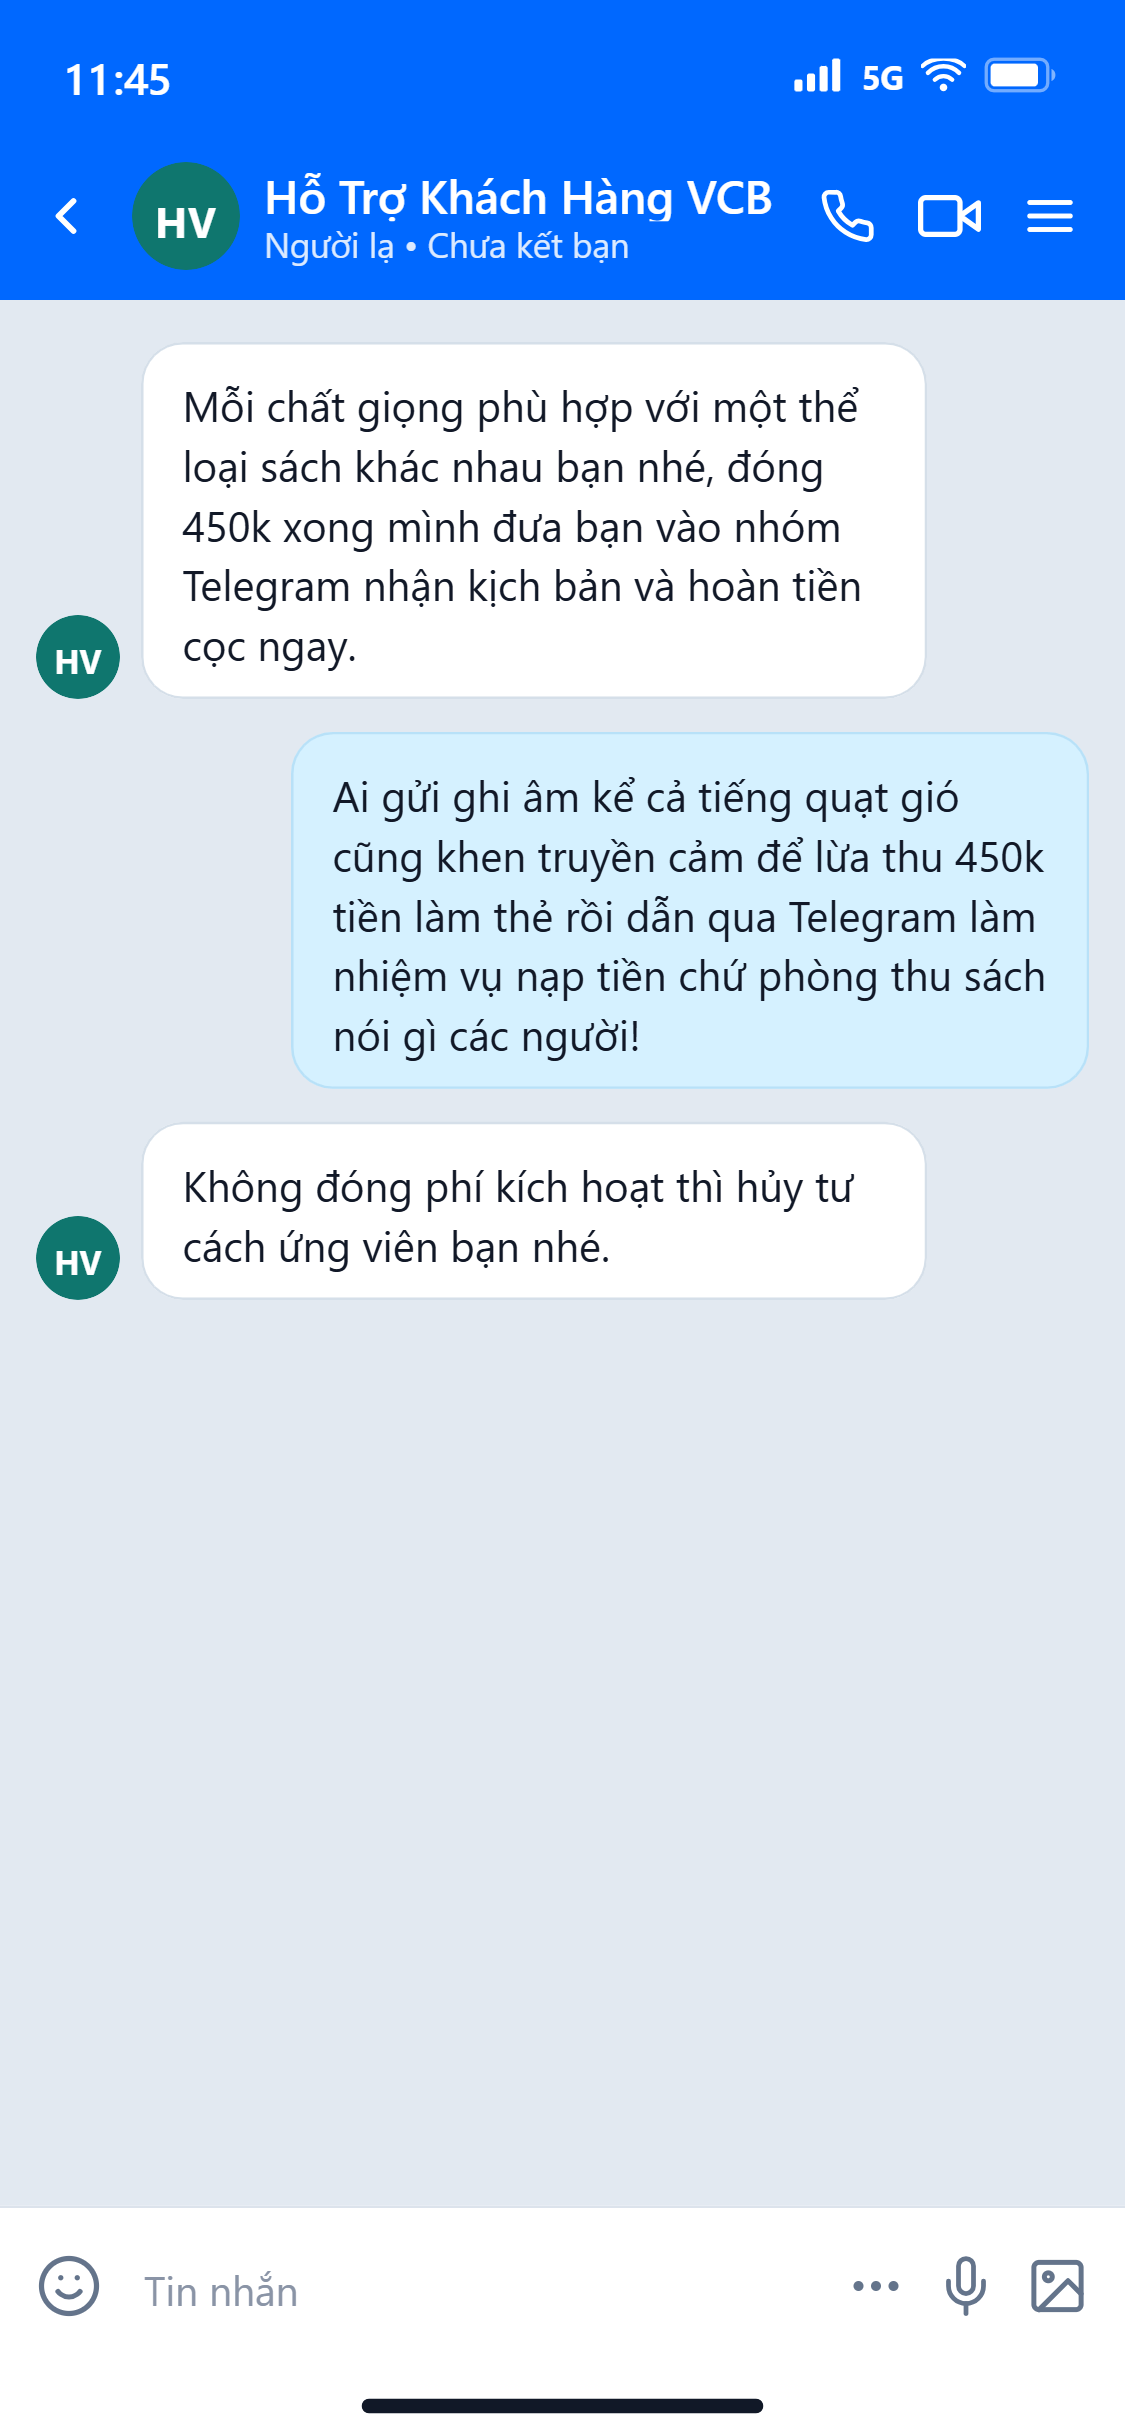 11:45
5G
HV
Hỗ Trợ Khách Hàng VCB
Người lạ • Chưa kết bạn
Mỗi chất giọng phù hợp với một thể
loại sách khác nhau bạn nhé, đóng
450k xong mình đưa bạn vào nhóm
Telegram nhận kịch bản và hoàn tiền
cọc ngay.
HV
Ai gửi ghi âm kể cả tiếng quạt gió
cũng khen truyền cảm để lừa thu 450k
tiền làm thẻ rồi dẫn qua Telegram làm
nhiệm vụ nạp tiền chứ phòng thu sách
nói gì các người!
Không đóng phí kích hoạt thì hủy tư
cách ứng viên bạn nhé.
HV
Tin nhắn